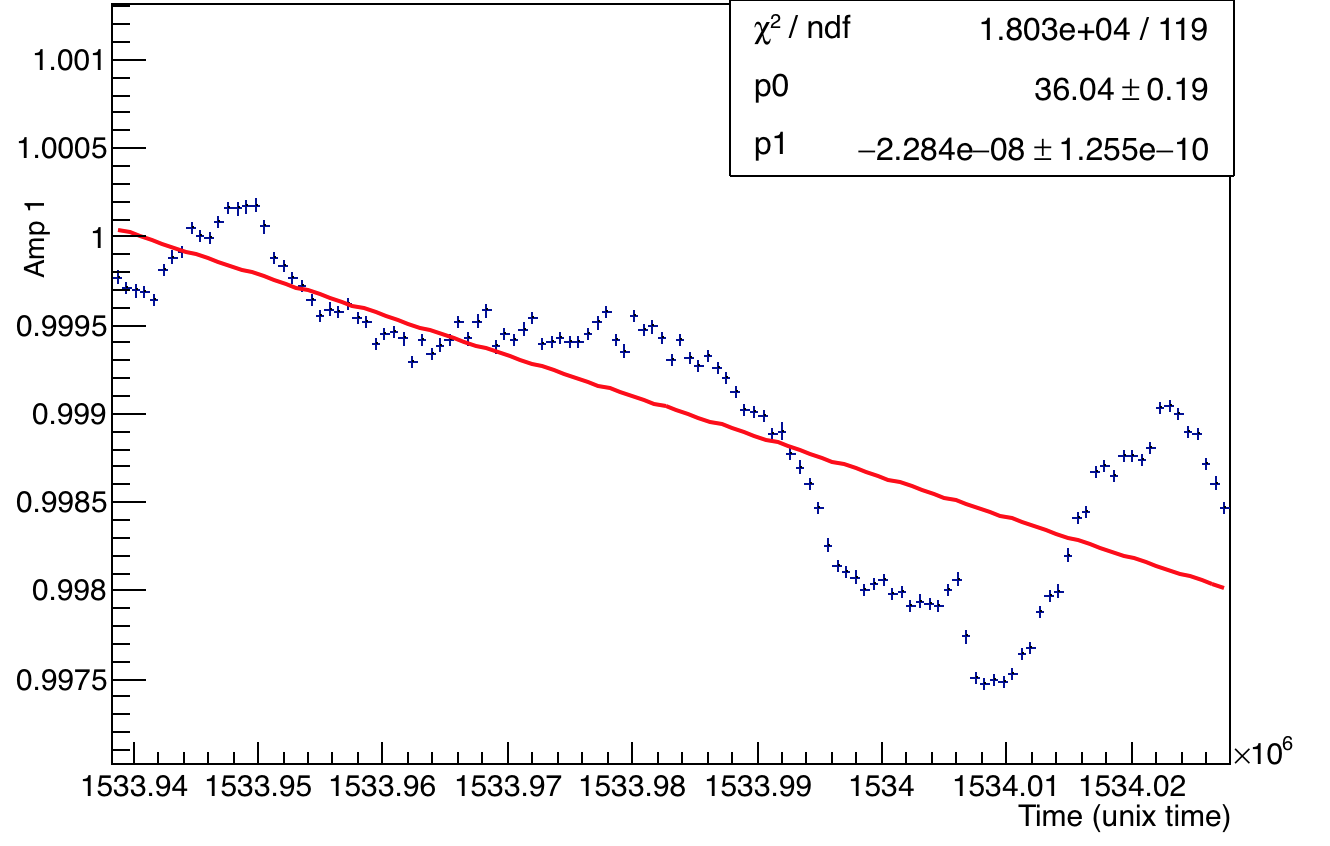 χ² / ndf 1.803e+04 / 119
p0 36.04 ± 0.19
p1 −2.284e−08 ± 1.255e−10
1.001
1.0005
1
0.9995
0.999
0.9985
0.998
0.9975
Amp 1
1533.94 1533.95 1533.96 1533.97 1533.98 1533.99 1534 1534.01 1534.02
×10⁶
Time (unix time)